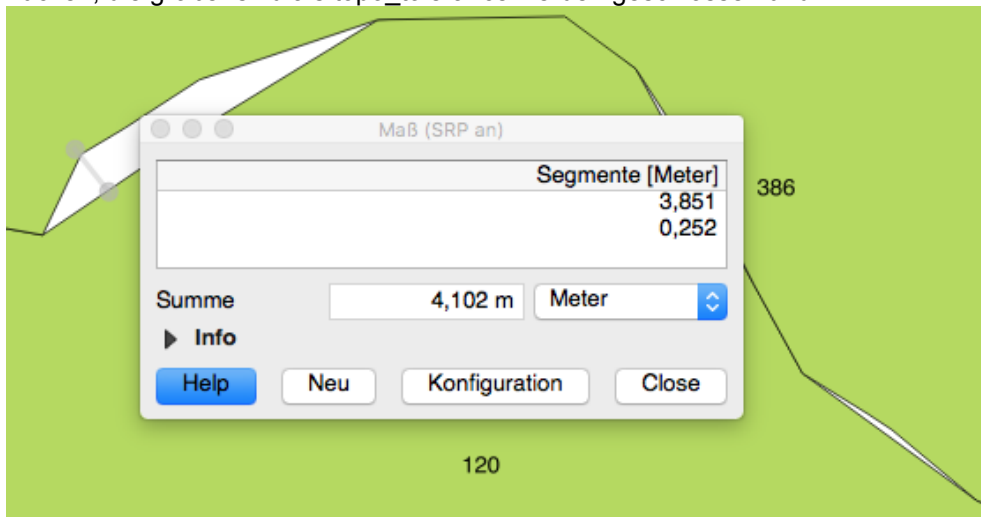 Maß (SRP an)
Segmente [Meter]
3,851
0,252
386
Summe 4,102 m Meter
Info
Help Neu Konfiguration Close
120